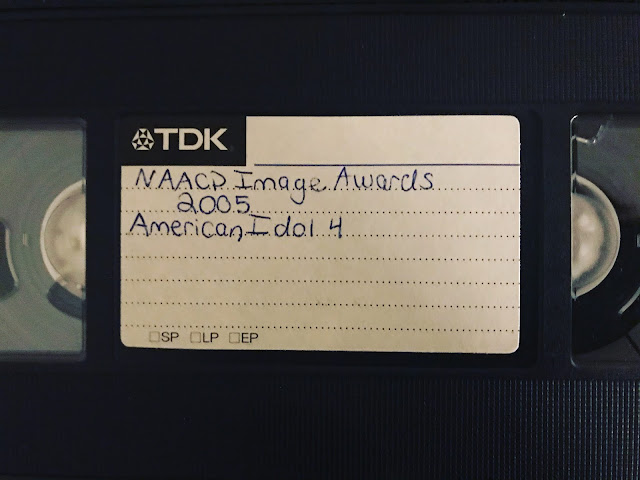 TDK
NAACP Image Awards
2005
American Idol 4
SP LP EP